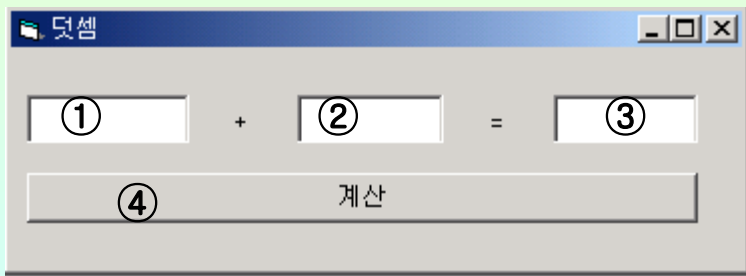 덧셈
① + ② = ③
④ 계산